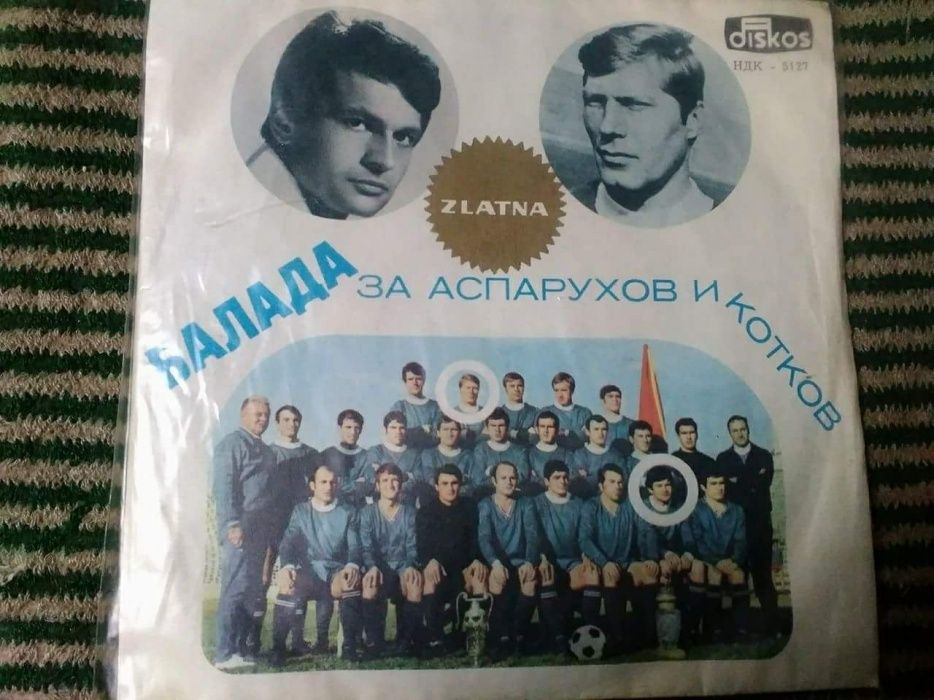 diskos
НДК - 5127
ZLATNA
БАЛАДА
ЗА АСПАРУХОВ И КОТКОВ